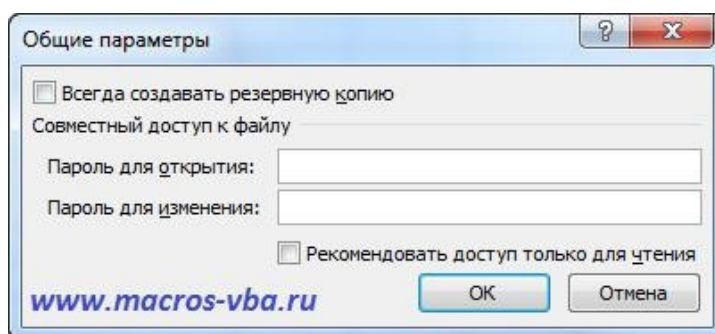 Общие параметры
Всегда создавать резервную копию
Совместный доступ к файлу
Пароль для открытия:
Пароль для изменения:
Рекомендовать доступ только для чтения
www.macros-vba.ru
OK
Отмена